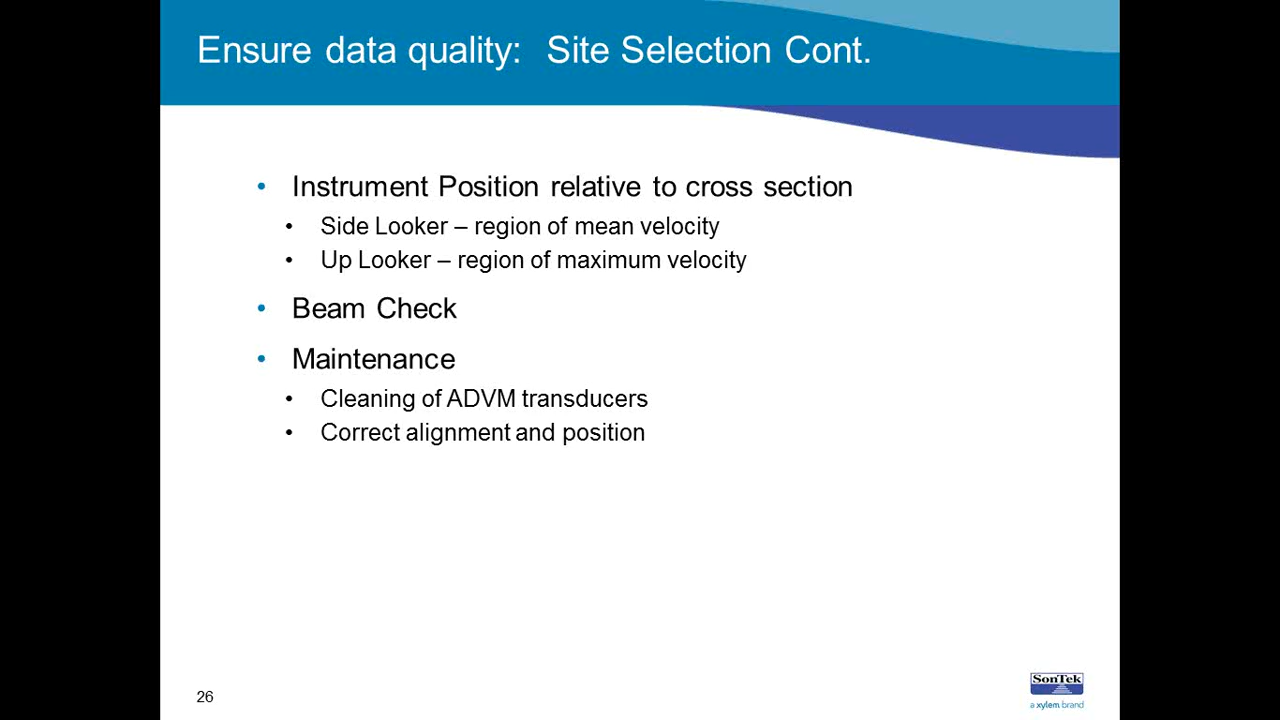 Ensure data quality: Site Selection Cont.
• Instrument Position relative to cross section
• Side Looker – region of mean velocity
• Up Looker – region of maximum velocity
• Beam Check
• Maintenance
• Cleaning of ADVM transducers
• Correct alignment and position
26
SonTek
a xylem brand